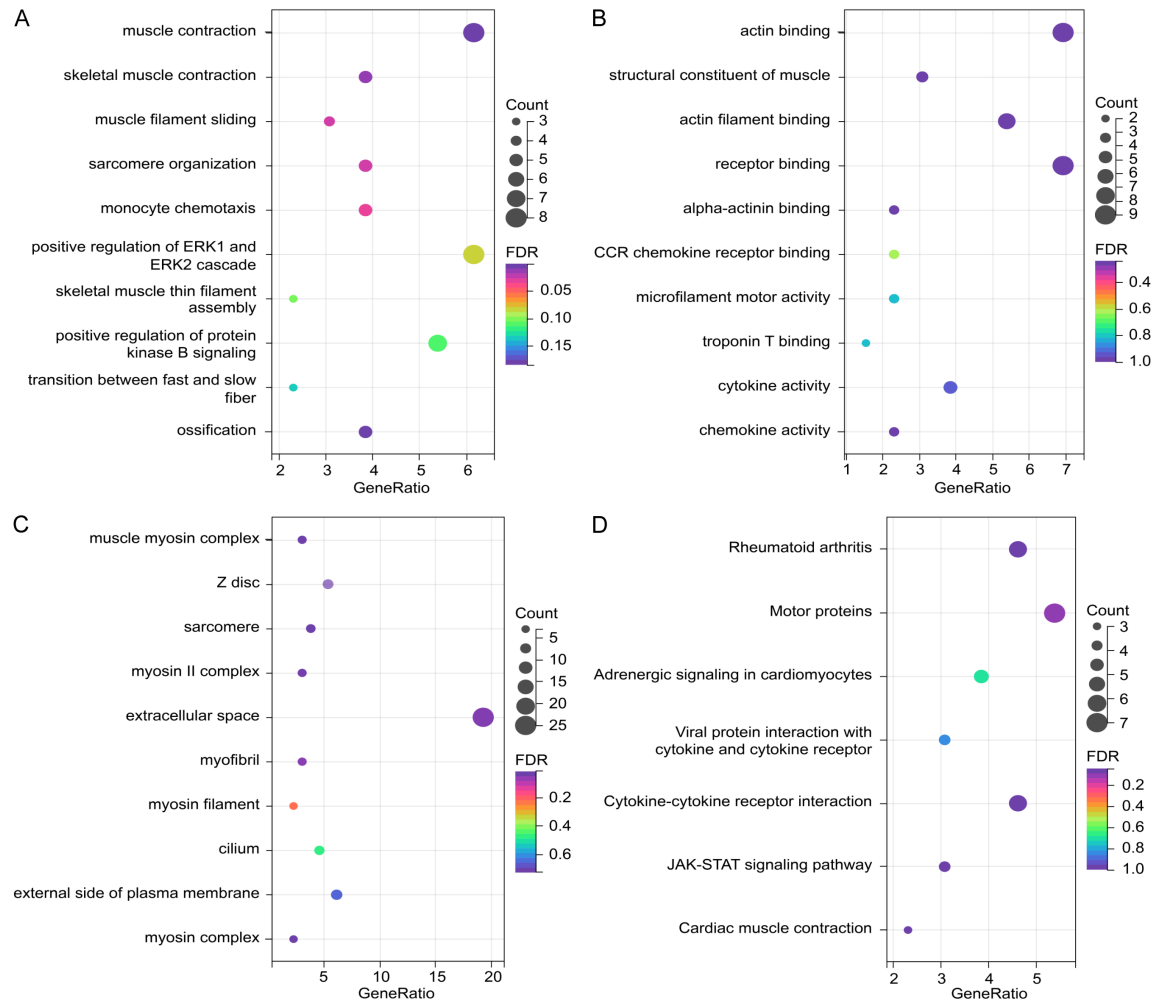 A
muscle contraction
skeletal muscle contraction
muscle filament sliding
sarcomere organization
monocyte chemotaxis
positive regulation of ERK1 and
ERK2 cascade
skeletal muscle thin filament
assembly
positive regulation of protein
kinase B signaling
transition between fast and slow
fiber
ossification
2 3 4 5 6
GeneRatio
Count
3
4
5
6
7
8
FDR
0.05
0.10
0.15
B
actin binding
structural constituent of muscle
actin filament binding
receptor binding
alpha-actinin binding
CCR chemokine receptor binding
microfilament motor activity
troponin T binding
cytokine activity
chemokine activity
1 2 3 4 5 6 7
GeneRatio
Count
2
3
4
5
6
7
8
9
FDR
0.4
0.6
0.8
1.0
C
muscle myosin complex
Z disc
sarcomere
myosin II complex
extracellular space
myofibril
myosin filament
cilium
external side of plasma membrane
myosin complex
5 10 15 20
GeneRatio
Count
5
10
15
20
25
FDR
0.2
0.4
0.6
D
Rheumatoid arthritis
Motor proteins
Adrenergic signaling in cardiomyocytes
Viral protein interaction with
cytokine and cytokine receptor
Cytokine-cytokine receptor interaction
JAK-STAT signaling pathway
Cardiac muscle contraction
2 3 4 5
GeneRatio
Count
3
4
5
6
7
FDR
0.2
0.4
0.6
0.8
1.0